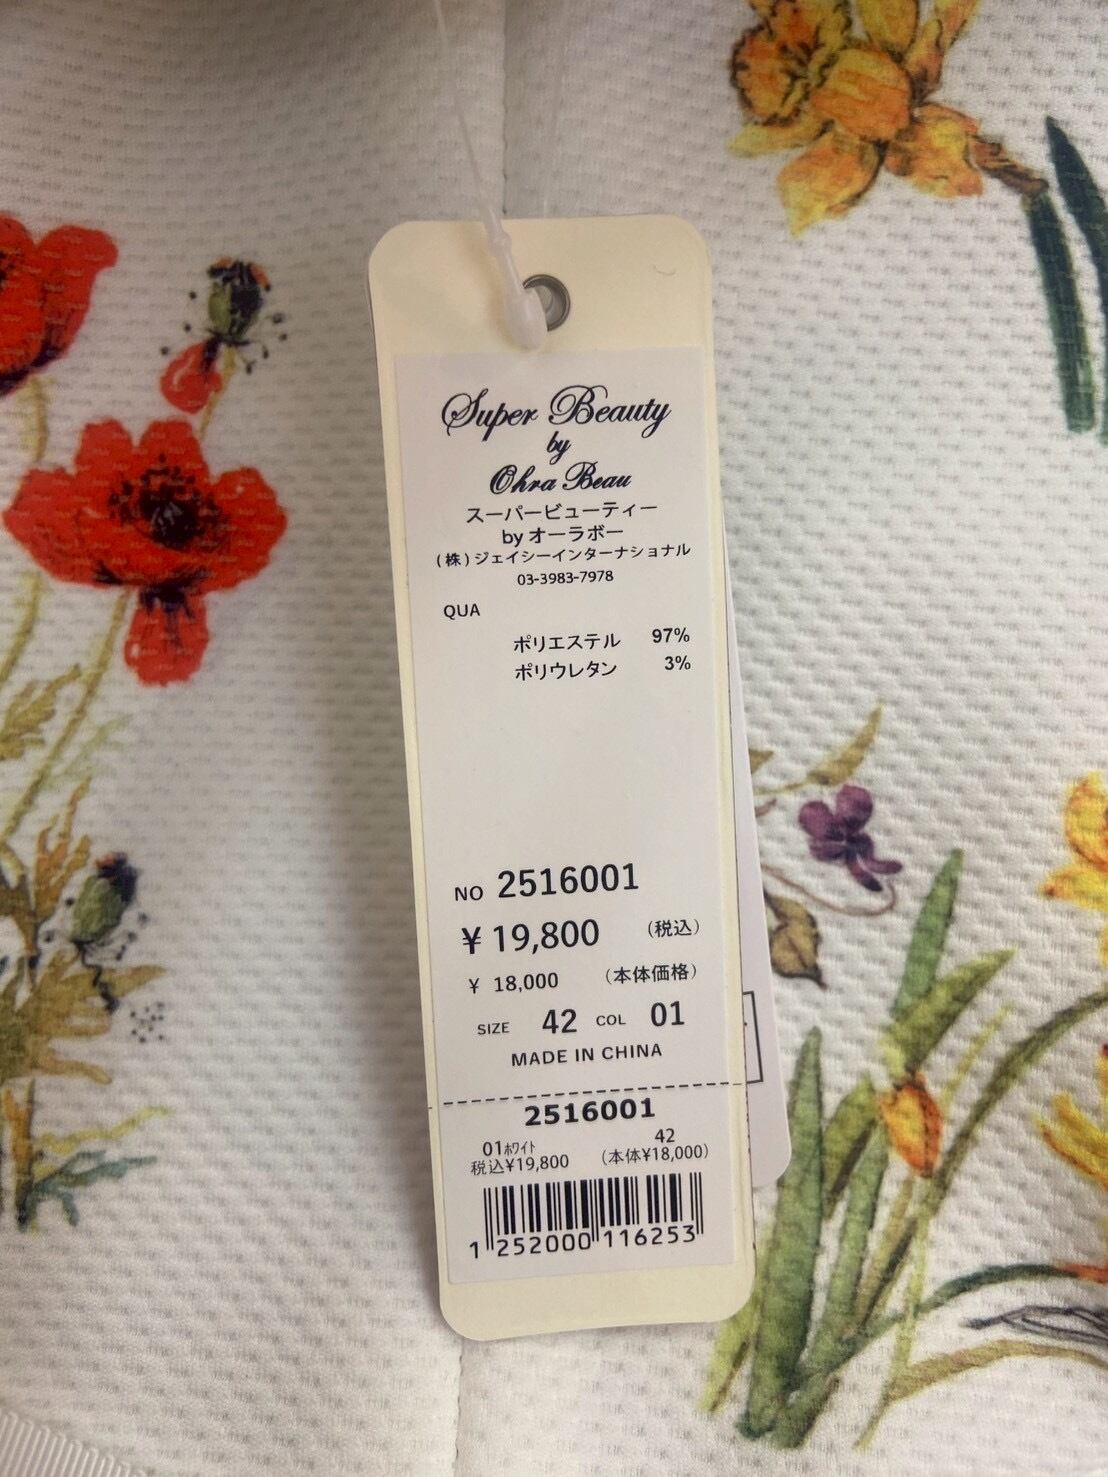 Super Beauty
by
Ohra Beau
スーパービューティー
by オーラボー
(株)ジェイシーインターナショナル
03-3983-7978
QUA
ポリエステル 97%
ポリウレタン 3%
NO 2516001
¥ 19,800 (税込)
¥ 18,000 (本体価格)
SIZE 42 COL 01
MADE IN CHINA
2516001
01ホワイト 42
税込¥19,800 (本体¥18,000)
1 252000 116253